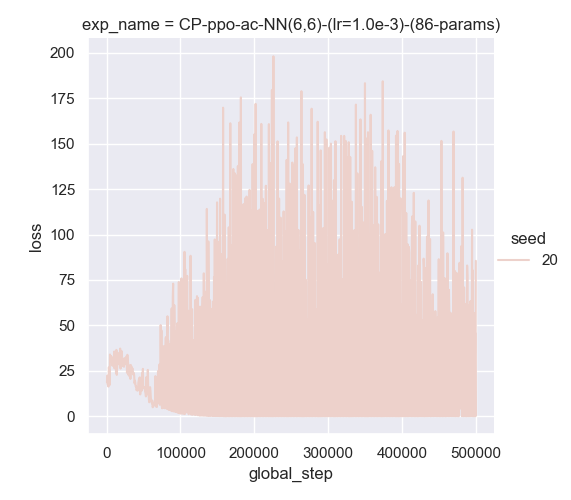 exp_name = CP-ppo-ac-NN(6,6)-(lr=1.0e-3)-(86-params)
200
175
150
125
100
75
50
25
0
loss
0 100000 200000 300000 400000 500000
global_step
seed
20